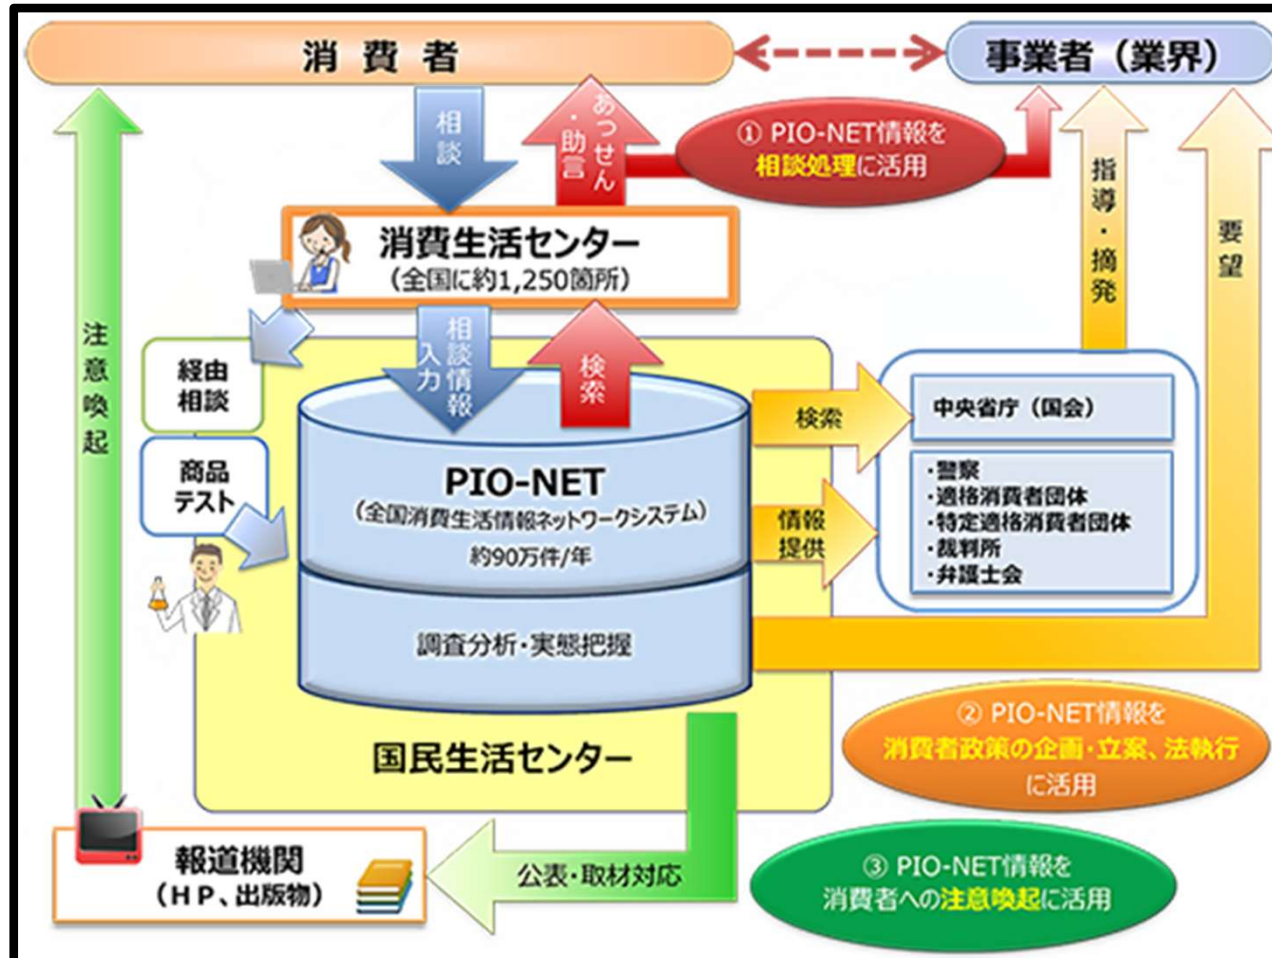 消費者
事業者（業界）
相談
あっせん
・助言
① PIO-NET情報を
相談処理に活用
指導・摘発
要望
消費生活センター
（全国に約1,250箇所）
注意喚起
経由
相談
相談情報
入力
検索
検索
中央省庁（国会）
商品
テスト
PIO-NET
（全国消費生活情報ネットワークシステム）
約90万件/年
情報
提供
・警察
・適格消費者団体
・特定適格消費者団体
・裁判所
・弁護士会
調査分析・実態把握
国民生活センター
② PIO-NET情報を
消費者政策の企画・立案、法執行
に活用
報道機関
（ＨＰ、出版物）
公表・取材対応
③ PIO-NET情報を
消費者への注意喚起に活用